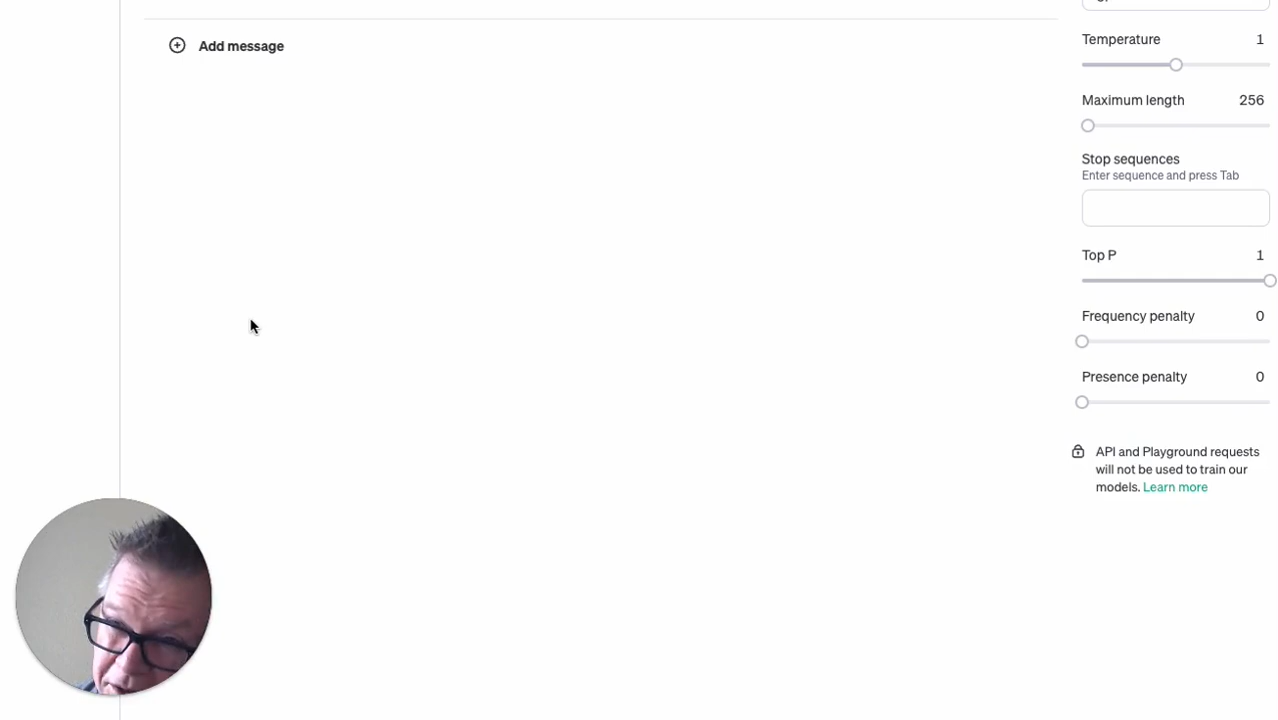 Add message
Temperature 1
Maximum length 256
Stop sequences
Enter sequence and press Tab
Top P 1
Frequency penalty 0
Presence penalty 0
API and Playground requests
will not be used to train our
models. Learn more